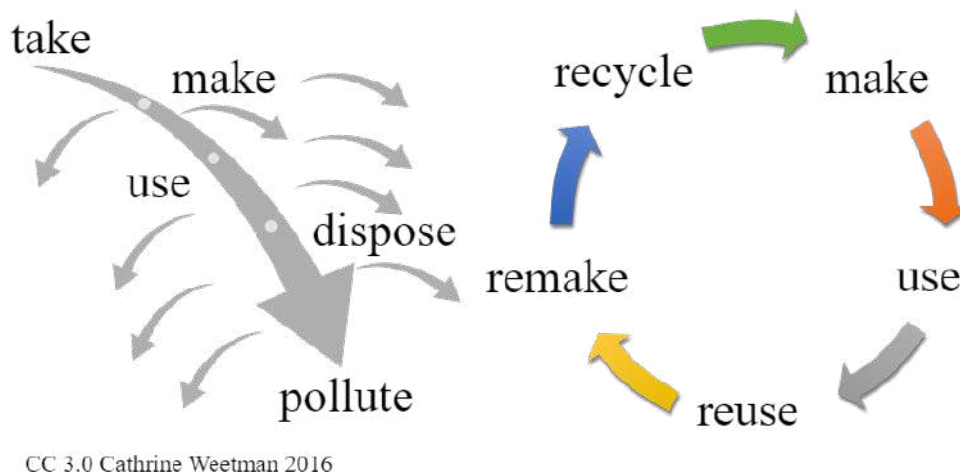 take
make
use
dispose
pollute
recycle
make
use
reuse
remake
CC 3.0 Cathrine Weetman 2016